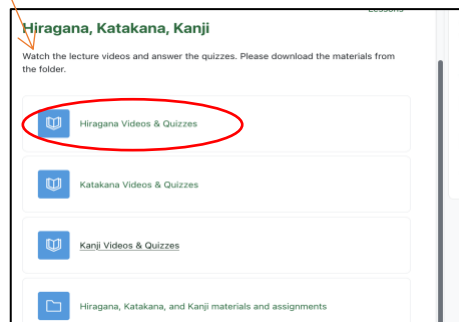 Lessons
Hiragana, Katakana, Kanji
Watch the lecture videos and answer the quizzes. Please download the materials from
the folder.
Hiragana Videos & Quizzes
Katakana Videos & Quizzes
Kanji Videos & Quizzes
Hiragana, Katakana, and Kanji materials and assignments